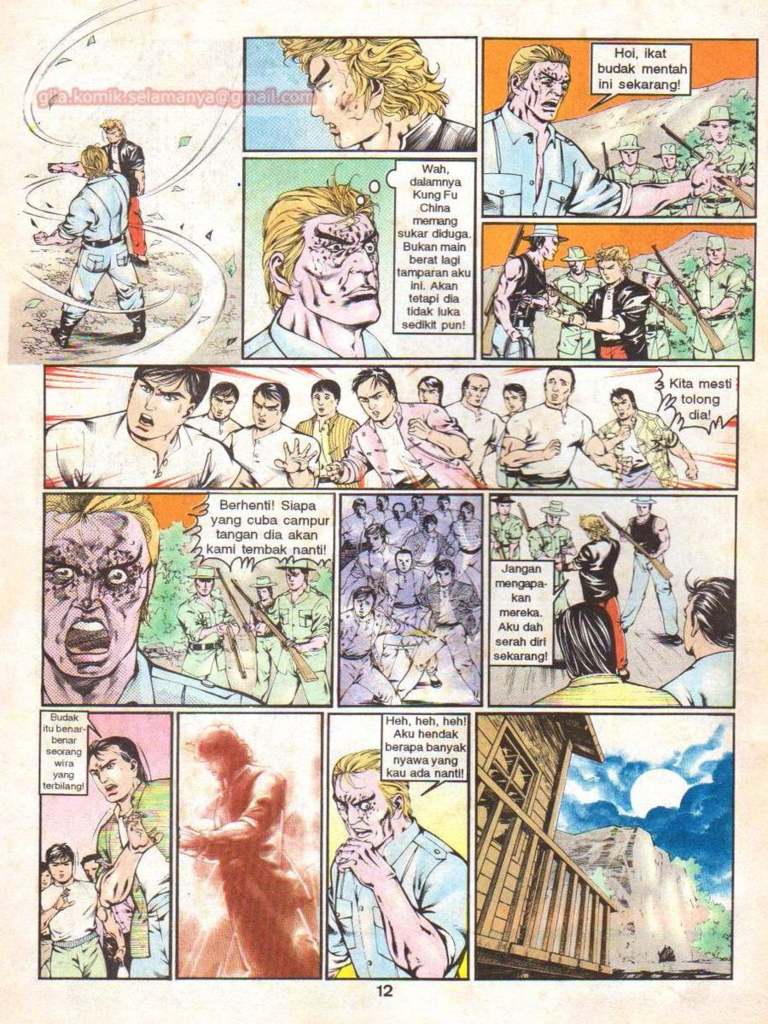 gila.komik.selamanya@gmail.com
Wah,
dalamnya
Kung Fu
China
memang
sukar diduga.
Bukan main
berat lagi
tamparan aku
ini. Akan
tetapi dia
tidak luka
sedikit pun!
Hoi, ikat
budak mentah
ini sekarang!
Kita mesti
tolong
dia!
Berhenti! Siapa
yang cuba campur
tangan dia akan
kami tembak nanti!
Jangan
mengapa-
kan
mereka.
Aku dah
serah diri
sekarang!
Budak
itu benar-
benar
seorang
wira
yang
terbilang!
Heh, heh, heh!
Aku hendak
berapa banyak
nyawa yang
kau ada nanti!
12